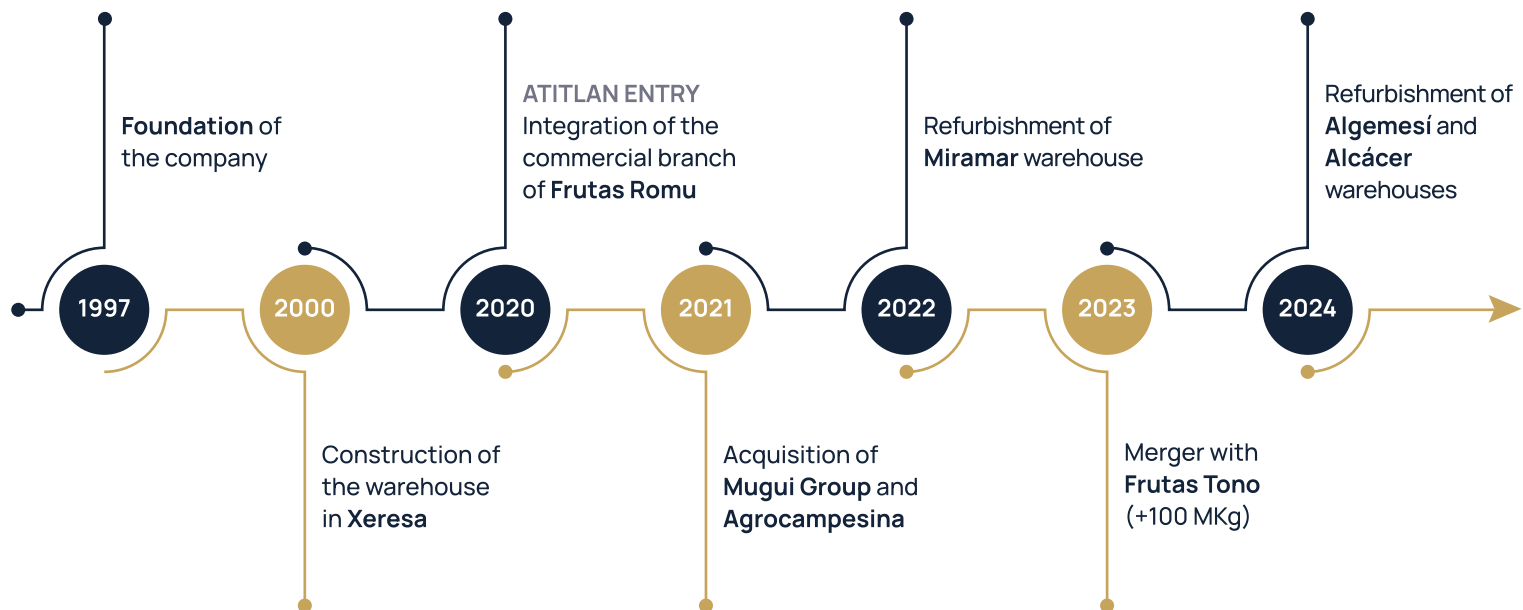 1997
Foundation of
the company
2000
Construction of
the warehouse
in Xeresa
2020
ATITLAN ENTRY
Integration of the
commercial branch
of Frutas Romu
2021
Acquisition of
Mugui Group and
Agrocampesina
2022
Refurbishment of
Miramar warehouse
2023
Merger with
Frutas Tono
(+100 MKg)
2024
Refurbishment of
Algemesí and
Alcácer
warehouses